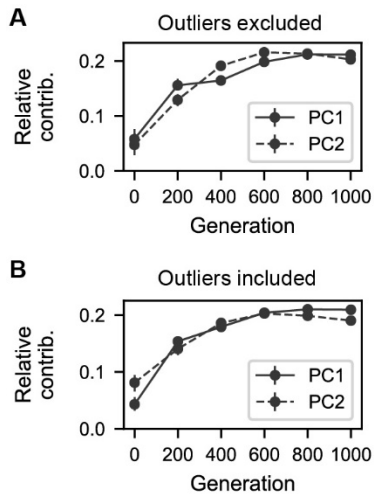 A
Outliers excluded
Relative
contrib.
0.2
0.1
0.0
PC1
PC2
0 200 400 600 800 1000
Generation
B
Outliers included
Relative
contrib.
0.2
0.1
0.0
PC1
PC2
0 200 400 600 800 1000
Generation